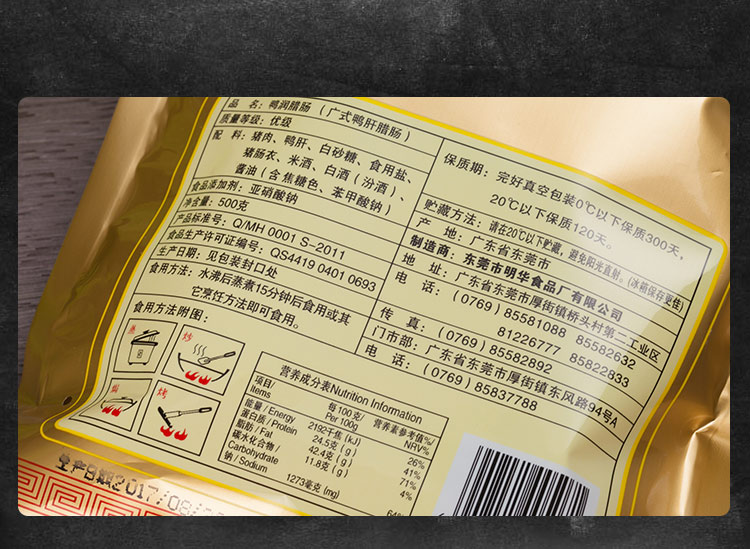 品 名：鸭润腊肠（广式鸭肝腊肠）
质量等级：优级
配 料：猪肉、鸭肝、白砂糖、食用盐、
猪肠衣、米酒、白酒（汾酒）、
酱油（含焦糖色、苯甲酸钠）
食品添加剂：亚硝酸钠
净含量：500克
产品标准号：Q/MH 0001 S-2011
食品生产许可证编号：QS4419 0401 0693
生产日期：见包装封口处
食用方法：水沸后蒸煮15分钟后食用或其
它烹饪方法即可食用。
食用方法附图：
蒸
炒
焗
烤
保质期：完好真空包装0℃以下保质300天，
20℃以下保质120天。
贮藏方法：请在20℃以下贮藏，避免阳光直射。（冰箱保存更佳）
产 地：广东省东莞市
制造商：东莞市明华食品厂有限公司
地 址：广东省东莞市厚街镇桥头村第二工业区
电 话：（0769）85581088 85582632
81226777 85822833
传 真：（0769）85582892
门市部：广东省东莞市厚街镇东风路94号A
电 话：（0769）85837788
营养成分表Nutrition Information
项目/ 每100克/ 营养素参考值%/
Items Per 100g NRV%
能量/Energy 2192千焦(kJ) 26%
蛋白质/Protein 24.5克(g) 41%
脂肪/Fat 42.4克(g) 71%
碳水化合物/ 11.8克(g) 4%
Carbohydrate
钠/Sodium 1273毫克(mg)
生产日期2017/08/